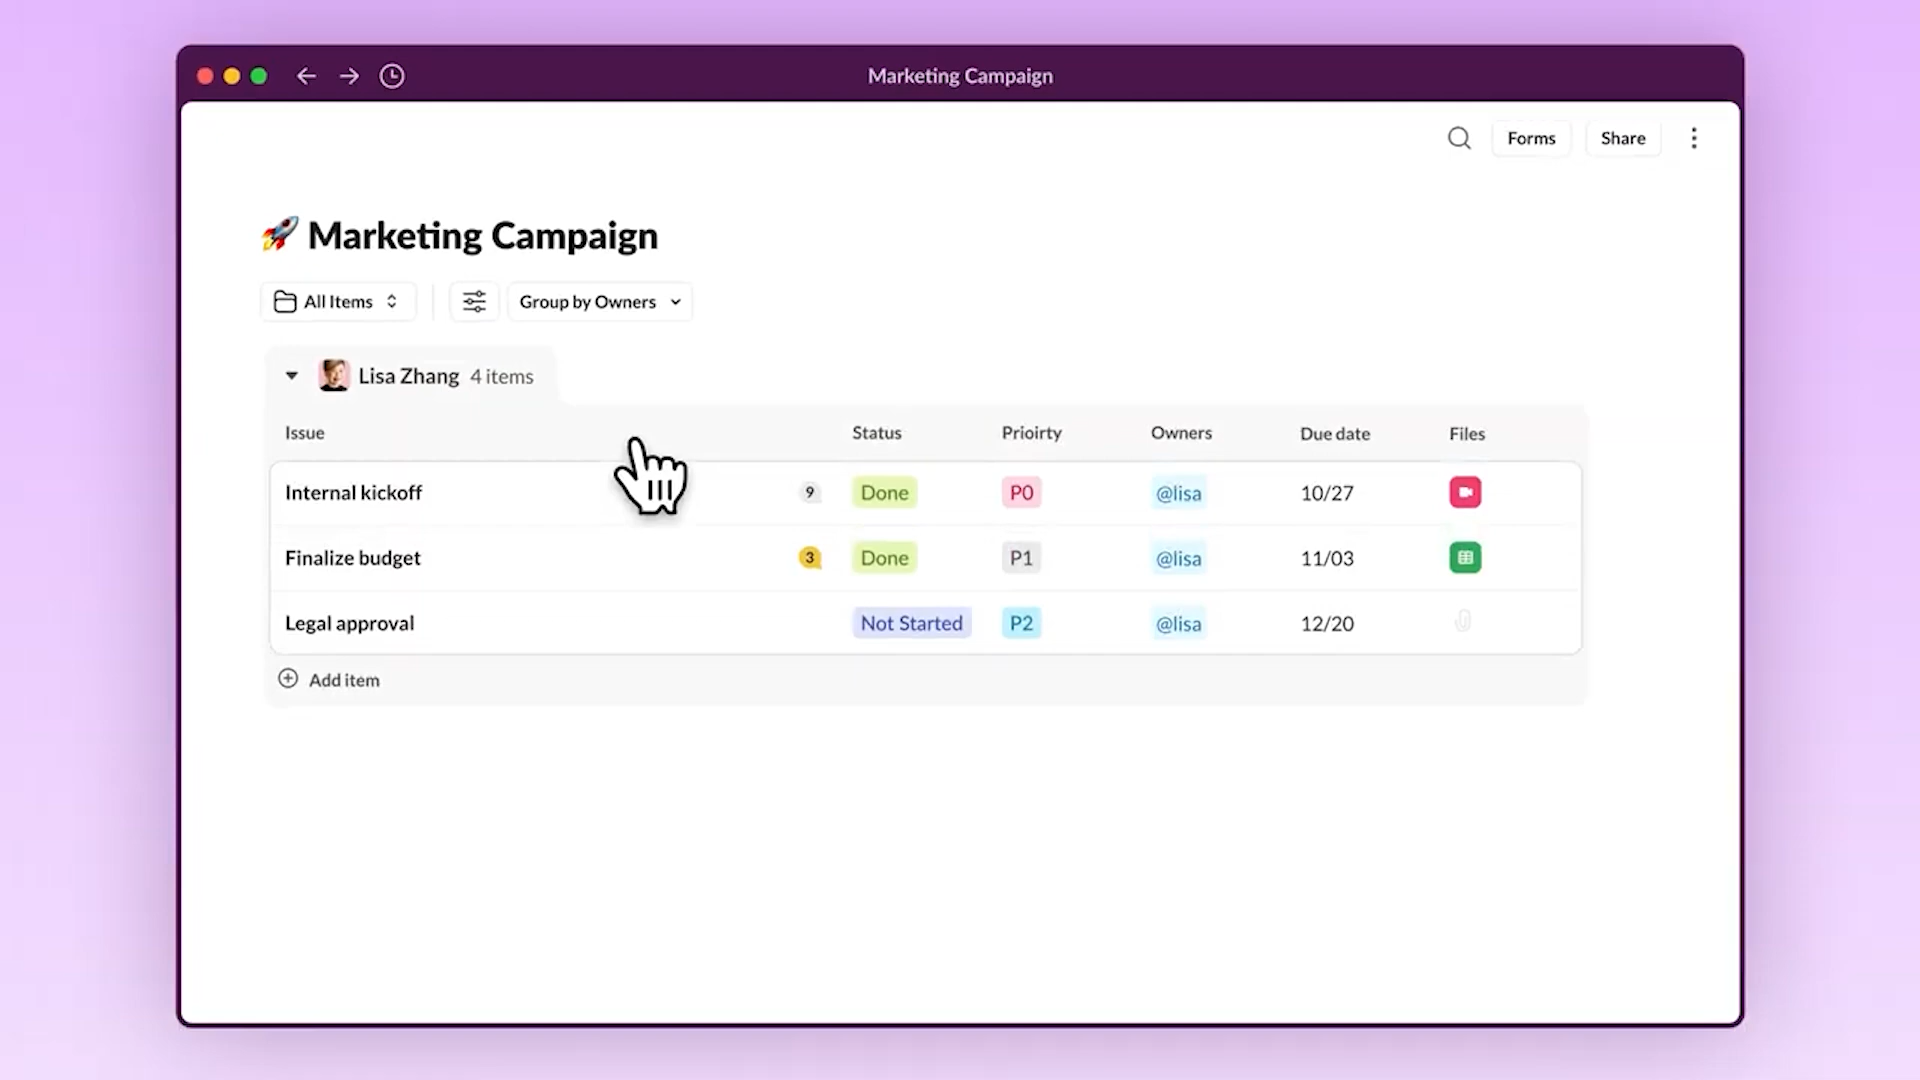 Marketing Campaign
Forms Share
🚀 Marketing Campaign
All Items Group by Owners
Lisa Zhang 4 items
Issue Status Prioirty Owners Due date Files
Internal kickoff 9 Done P0 @lisa 10/27
Finalize budget 3 Done P1 @lisa 11/03
Legal approval Not Started P2 @lisa 12/20
Add item